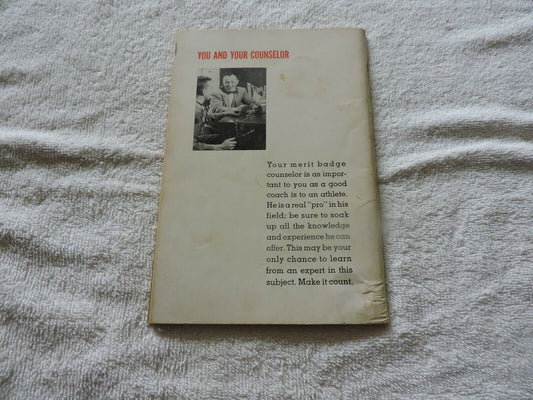 YOU AND YOUR COUNSELOR
Your merit badge
counselor is as impor-
tant to you as a good
coach is to an athlete.
He is a real "pro" in his
field; be sure to soak
up all the knowledge
and experience he can
offer. This may be your
only chance to learn
from an expert in this
subject. Make it count.